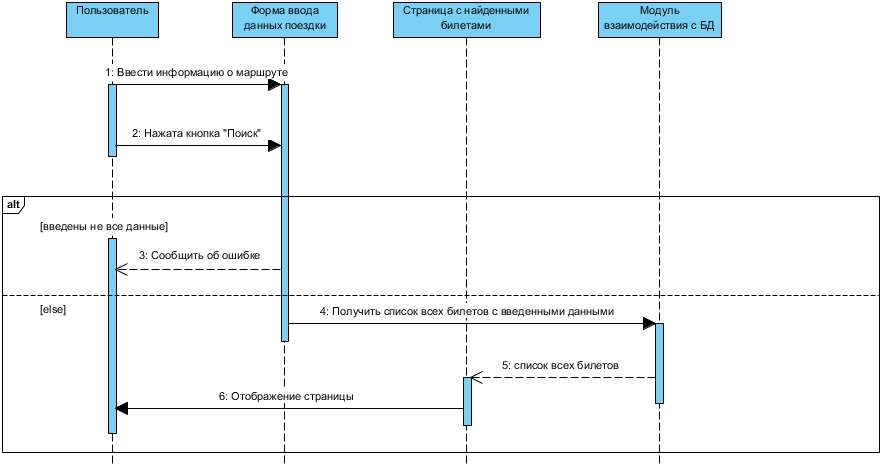 Пользователь
Форма ввода
данных поездки
Страница с найденными
билетами
Модуль
взаимодействия с БД
1: Ввести информацию о маршруте
2: Нажата кнопка "Поиск"
alt
[введены не все данные]
3: Сообщить об ошибке
[else]
4: Получить список всех билетов с введенными данными
5: список всех билетов
6: Отображение страницы